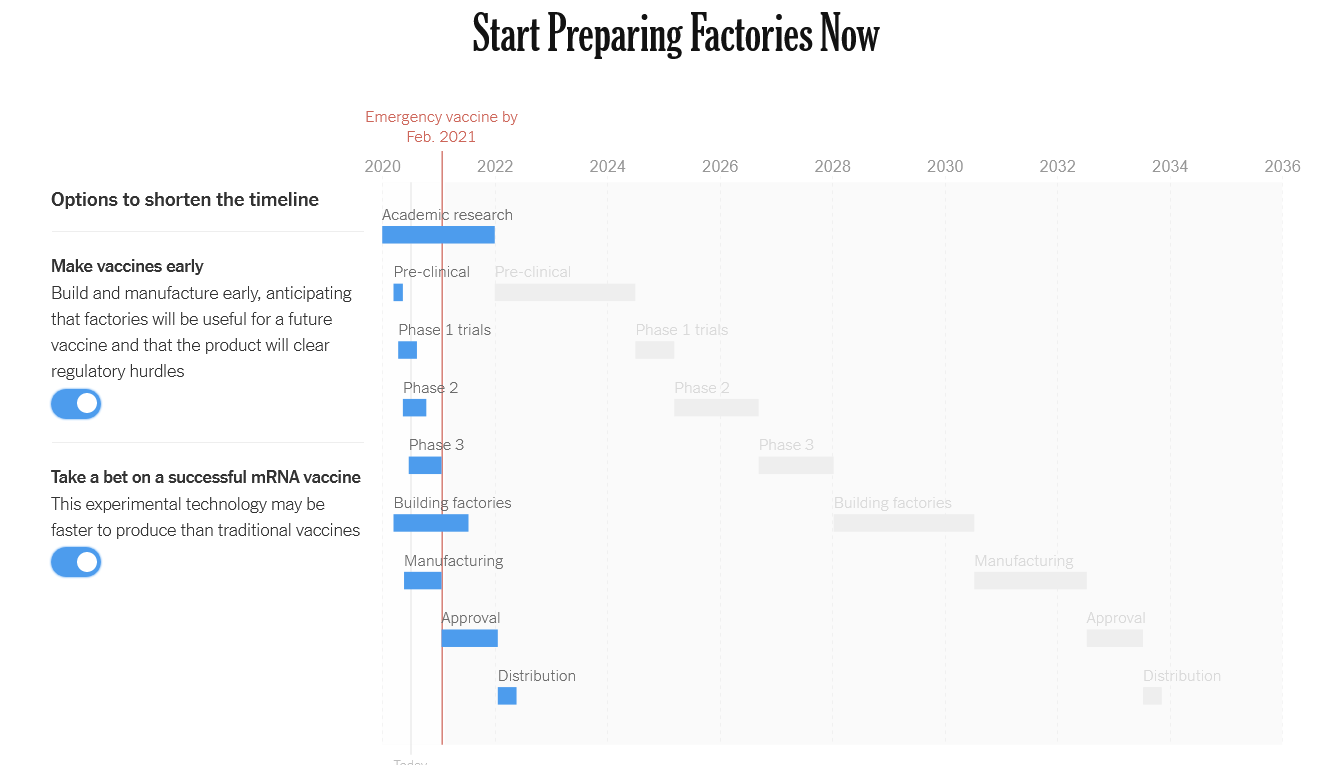 Start Preparing Factories Now
Emergency vaccine by
Feb. 2021
2020 2022 2024 2026 2028 2030 2032 2034 2036
Options to shorten the timeline
Make vaccines early
Build and manufacture early, anticipating
that factories will be useful for a future
vaccine and that the product will clear
regulatory hurdles
Take a bet on a successful mRNA vaccine
This experimental technology may be
faster to produce than traditional vaccines
Academic research
Pre-clinical Pre-clinical
Phase 1 trials Phase 1 trials
Phase 2 Phase 2
Phase 3 Phase 3
Building factories Building factories
Manufacturing Manufacturing
Approval Approval
Distribution Distribution
Today